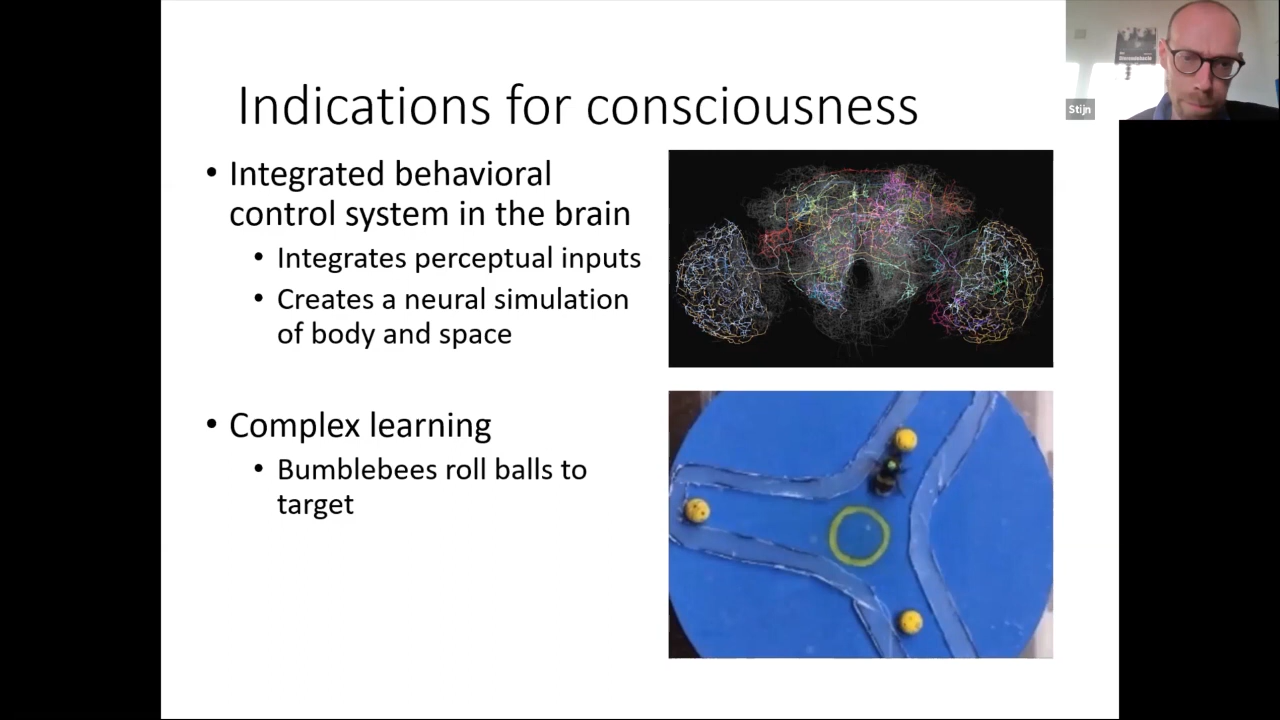 Indications for consciousness
• Integrated behavioral
control system in the brain
• Integrates perceptual inputs
• Creates a neural simulation
of body and space
• Complex learning
• Bumblebees roll balls to
target
Stijn